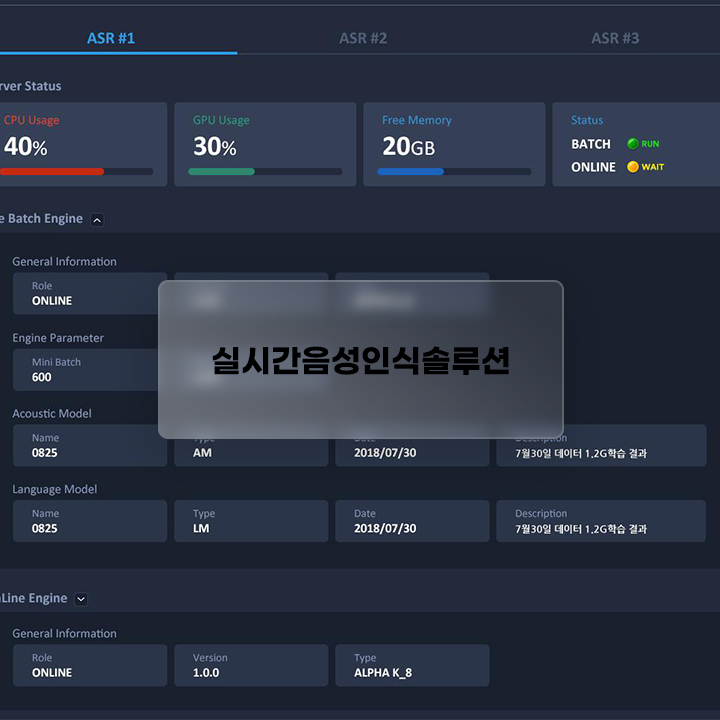 ASR #1 ASR #2 ASR #3
rver Status
CPU Usage GPU Usage Free Memory Status
40% 30% 20GB BATCH RUN
ONLINE WAIT
e Batch Engine
General Information
Role
ONLINE
Engine Parameter
Mini Batch
600
실시간음성인식솔루션
Acoustic Model
Name Type Date Description
0825 AM 2018/07/30 7월30일 데이터 1.2G학습 결과
Language Model
Name Type Date Description
0825 LM 2018/07/30 7월30일 데이터 1.2G학습 결과
Line Engine
General Information
Role Version Type
ONLINE 1.0.0 ALPHA K_8